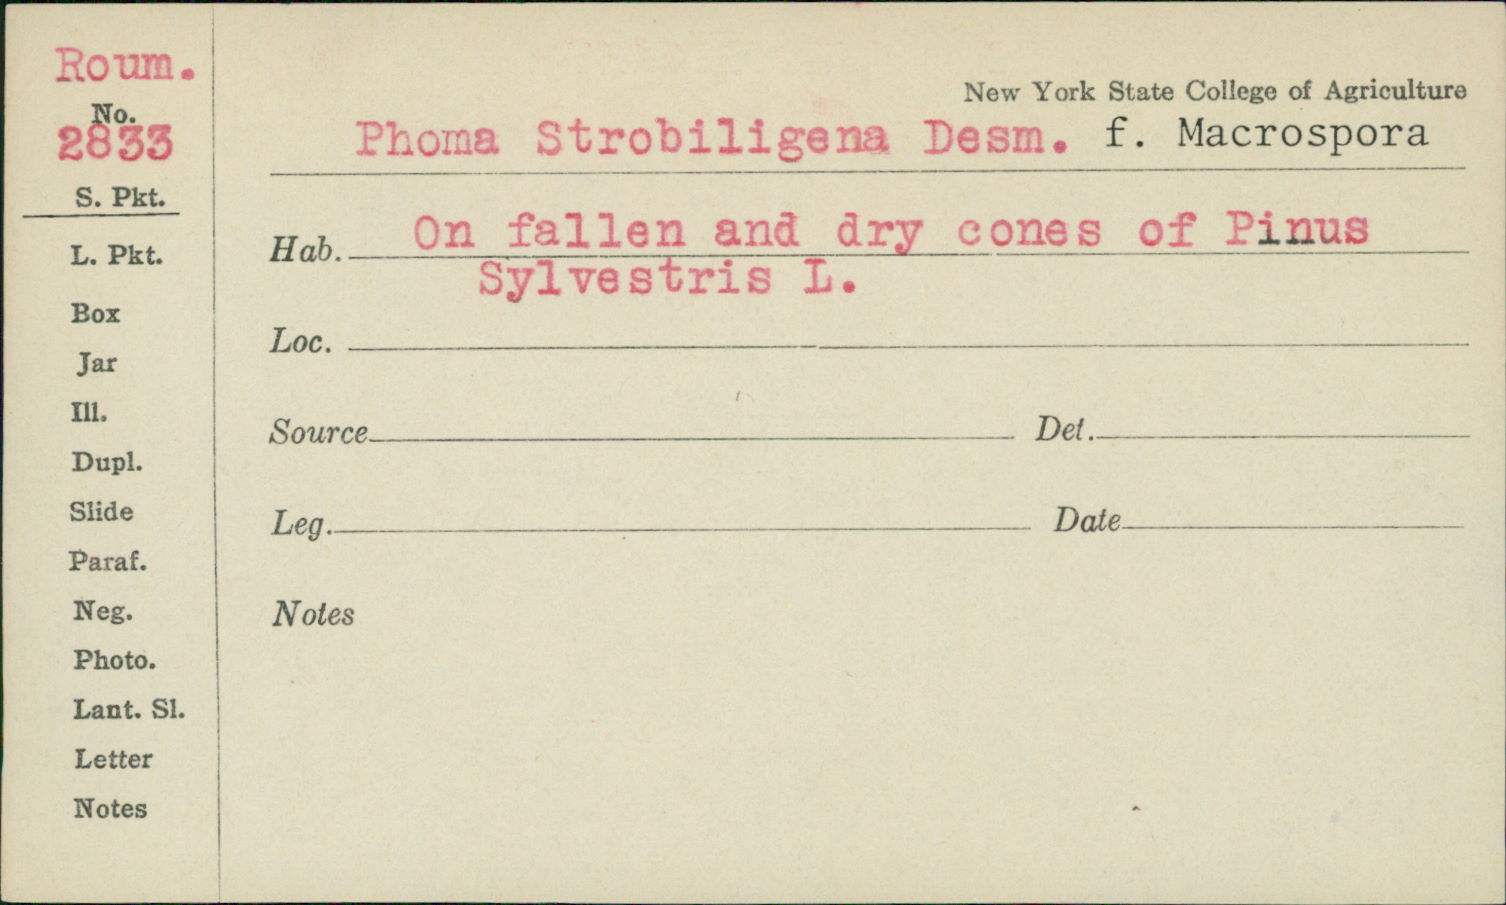 Roum.
No.
2833
S. Pkt.
L. Pkt.
Box
Jar
Ill.
Dupl.
Slide
Paraf.
Neg.
Photo.
Lant. Sl.
Letter
Notes
New York State College of Agriculture
Phoma Strobiligena Desm. f. Macrospora
Hab. On fallen and dry cones of Pinus
Sylvestris L.
Loc.
Source Det.
Leg. Date
Notes